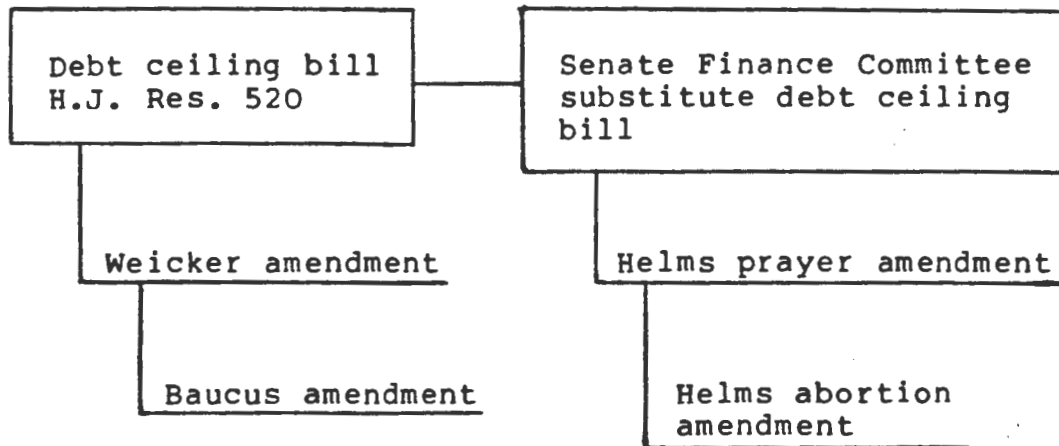 Debt ceiling bill
H.J. Res. 520
Senate Finance Committee
substitute debt ceiling
bill
Weicker amendment
Helms prayer amendment
Baucus amendment
Helms abortion
amendment